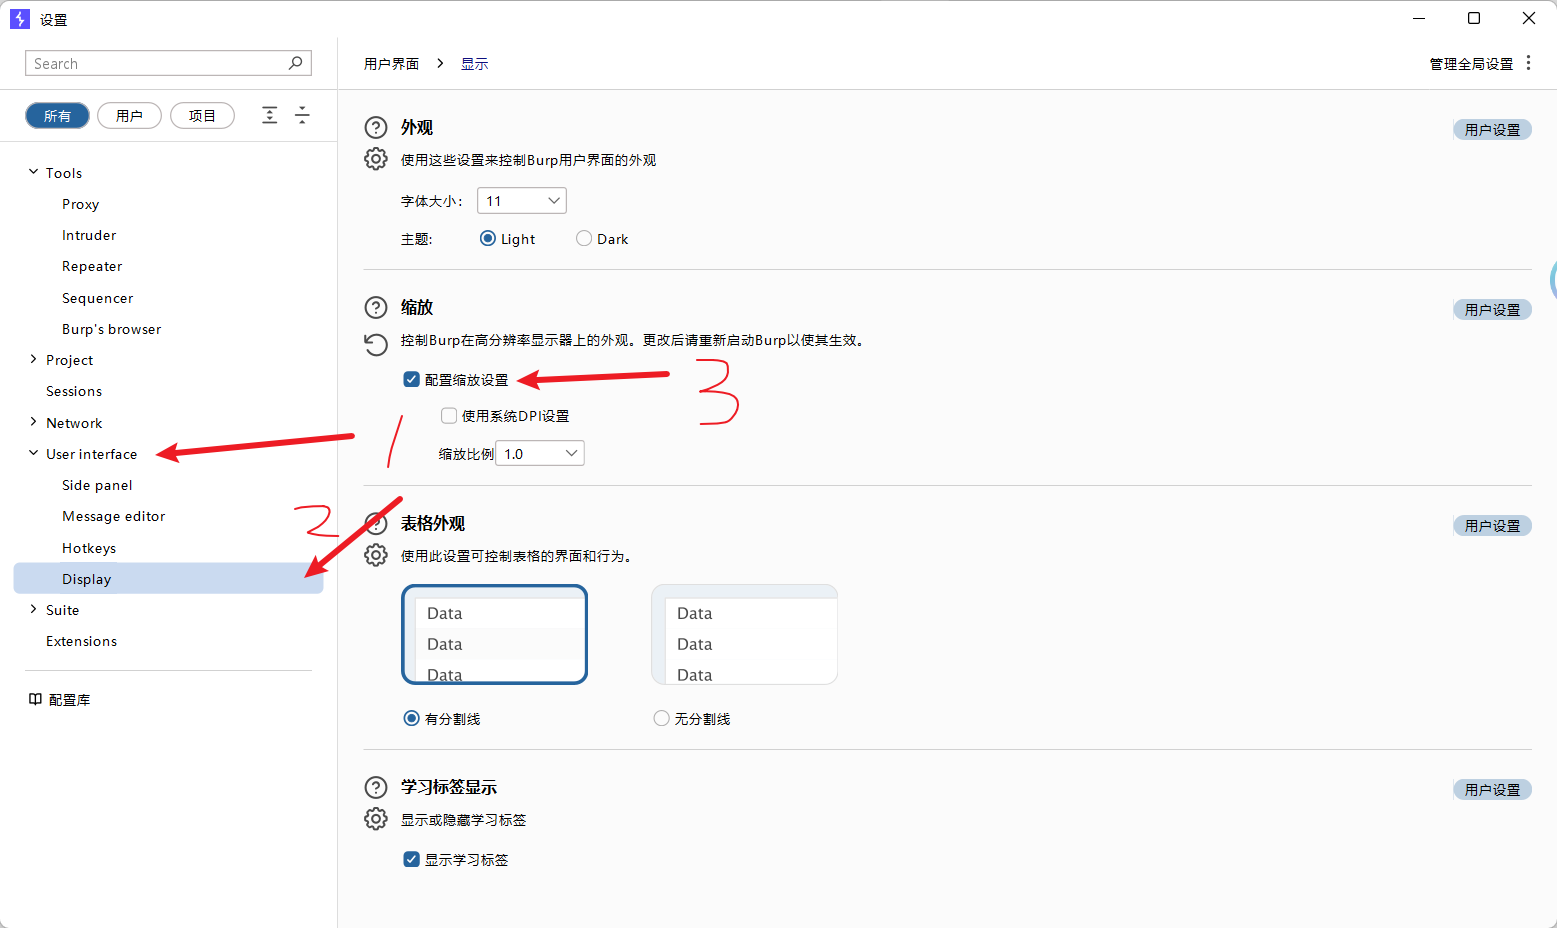 设置
Search
所有 用户 项目
Tools
Proxy
Intruder
Repeater
Sequencer
Burp's browser
Project
Sessions
Network
User interface
Side panel
Message editor
Hotkeys
Display
Suite
Extensions
配置库
用户界面 > 显示
管理全局设置
外观
用户设置
使用这些设置来控制Burp用户界面的外观
字体大小: 11
主题: Light Dark
缩放
用户设置
控制Burp在高分辨率显示器上的外观。更改后请重新启动Burp以使其生效。
配置缩放设置
3
使用系统DPI设置
1
缩放比例 1.0
2
表格外观
用户设置
使用此设置可控制表格的界面和行为。
Data
Data
Data
Data
Data
Data
有分割线 无分割线
学习标签显示
用户设置
显示或隐藏学习标签
显示学习标签